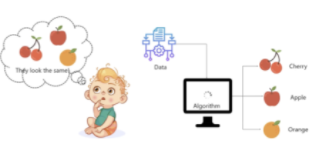 They look the same!
Data
Algorithm
Cherry
Apple
Orange